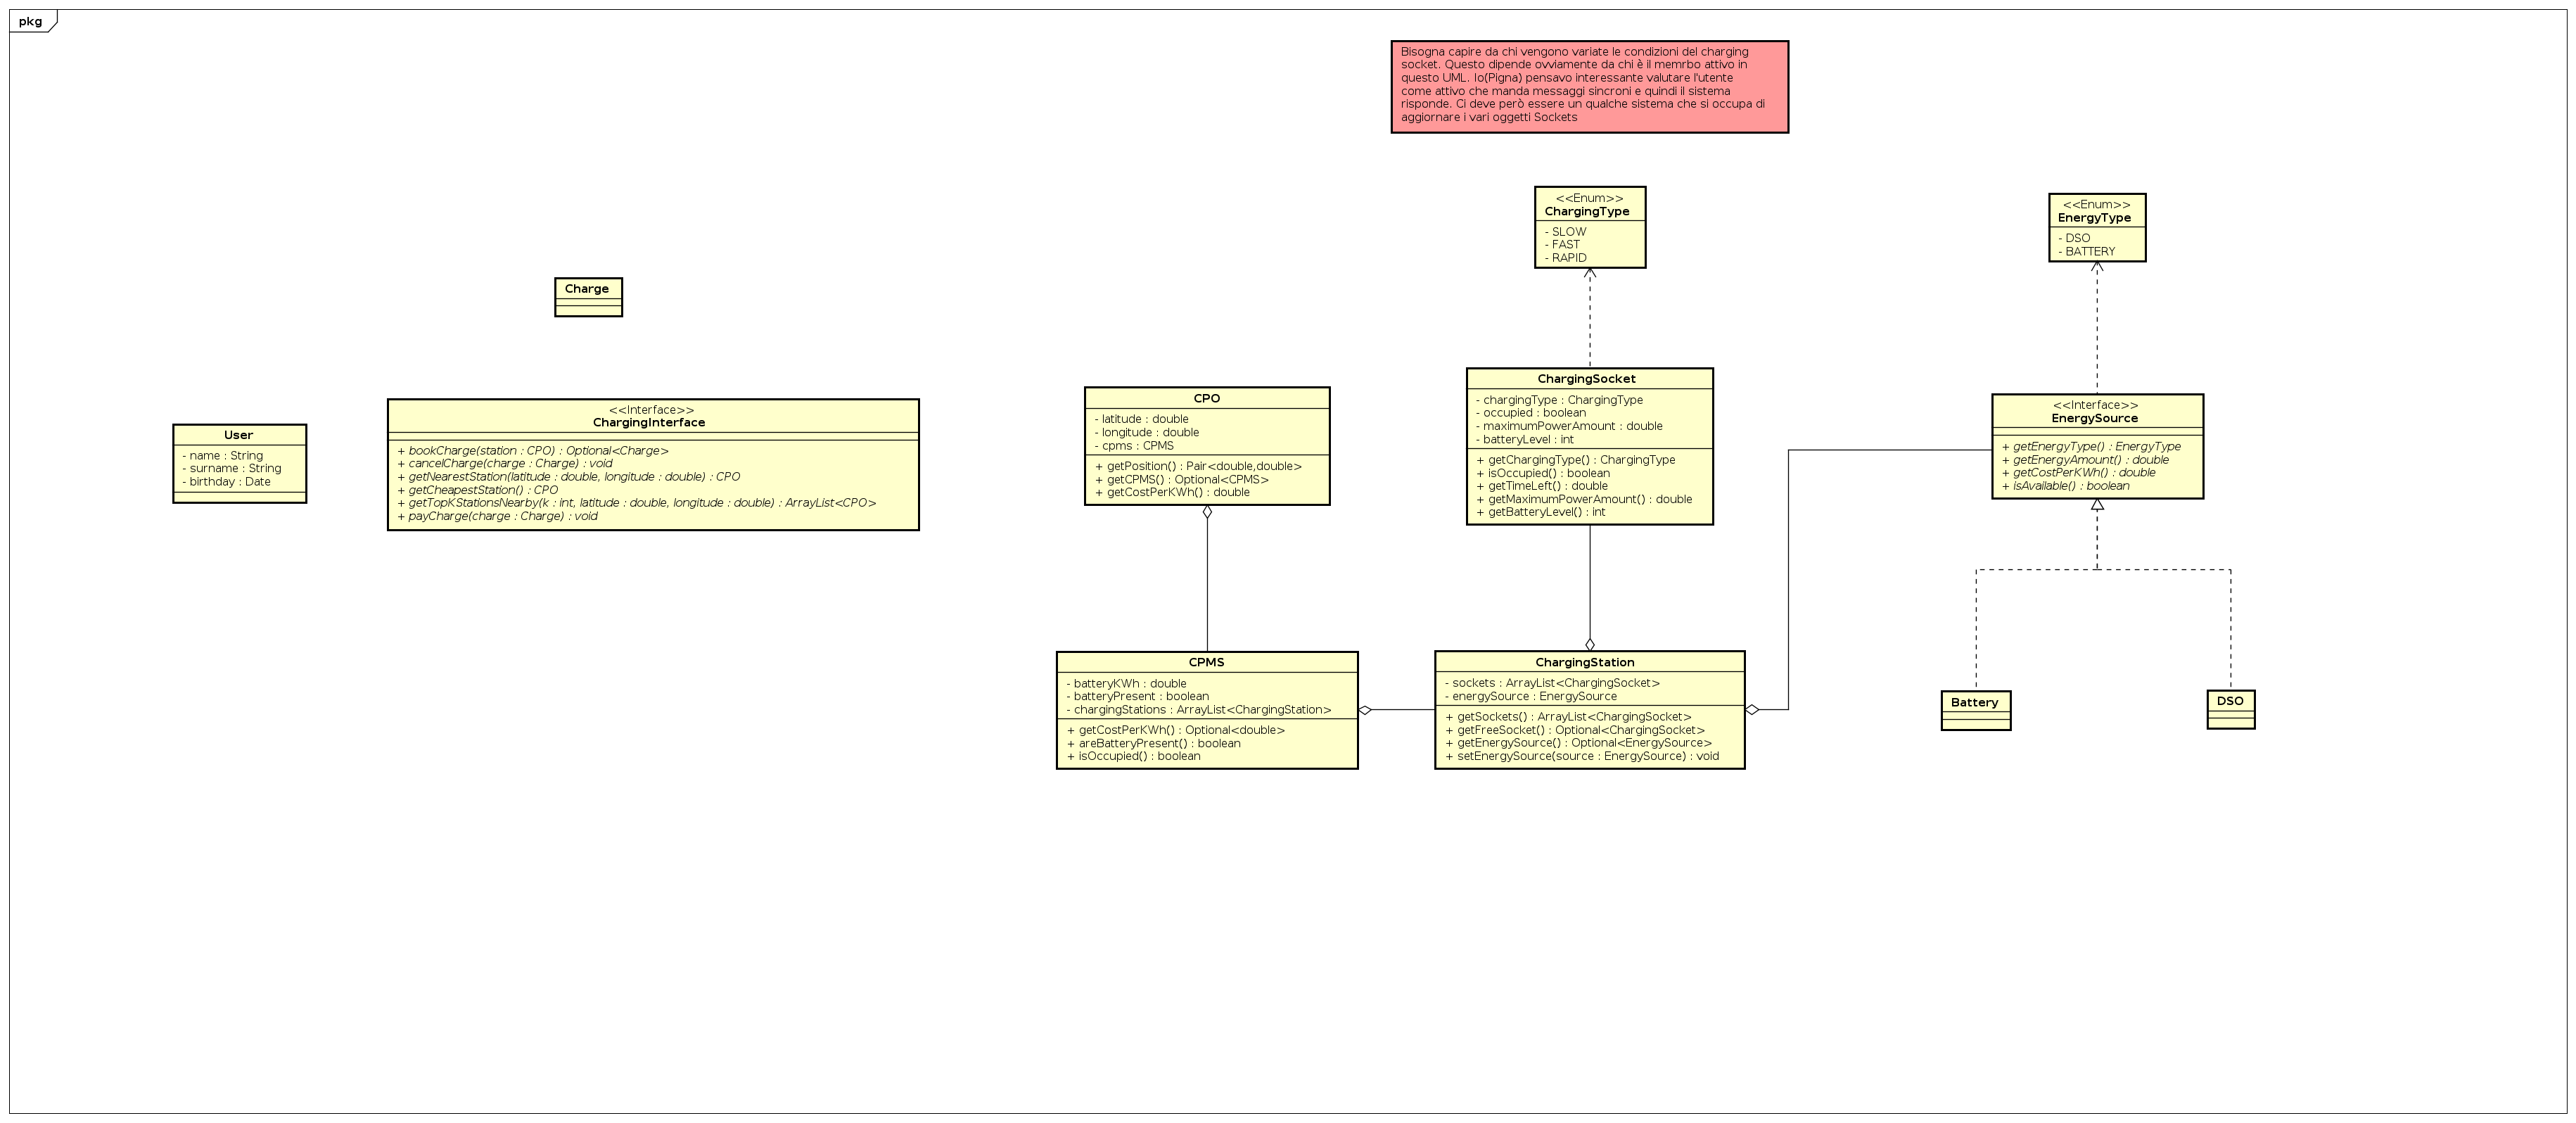 pkg
Bisogna capire da chi vengono variate le condizioni del charging
socket. Questo dipende ovviamente da chi è il memrbo attivo in
questo UML. Io(Pigna) pensavo interessante valutare l'utente
come attivo che manda messaggi sincroni e quindi il sistema
risponde. Ci deve però essere un qualche sistema che si occupa di
aggiornare i vari oggetti Sockets
<<Enum>>
ChargingType
- SLOW
- FAST
- RAPID
<<Enum>>
EnergyType
- DSO
- BATTERY
Charge
User
- name : String
- surname : String
- birthday : Date
<<Interface>>
ChargingInterface
+ bookCharge(station : CPO) : Optional<Charge>
+ cancelCharge(charge : Charge) : void
+ getNearestStation(latitude : double, longitude : double) : CPO
+ getCheapestStation() : CPO
+ getTopKStationsNearby(k : int, latitude : double, longitude : double) : ArrayList<CPO>
+ payCharge(charge : Charge) : void
CPO
- latitude : double
- longitude : double
- cpms : CPMS
+ getPosition() : Pair<double,double>
+ getCPMS() : Optional<CPMS>
+ getCostPerKWh() : double
ChargingSocket
- chargingType : ChargingType
- occupied : boolean
- maximumPowerAmount : double
- batteryLevel : int
+ getChargingType() : ChargingType
+ isOccupied() : boolean
+ getTimeLeft() : double
+ getMaximumPowerAmount() : double
+ getBatteryLevel() : int
<<Interface>>
EnergySource
+ getEnergyType() : EnergyType
+ getEnergyAmount() : double
+ getCostPerKWh() : double
+ isAvailable() : boolean
CPMS
- batteryKWh : double
- batteryPresent : boolean
- chargingStations : ArrayList<ChargingStation>
+ getCostPerKWh() : Optional<double>
+ areBatteryPresent() : boolean
+ isOccupied() : boolean
ChargingStation
- sockets : ArrayList<ChargingSocket>
- energySource : EnergySource
+ getSockets() : ArrayList<ChargingSocket>
+ getFreeSocket() : Optional<ChargingSocket>
+ getEnergySource() : Optional<EnergySource>
+ setEnergySource(source : EnergySource) : void
Battery
DSO